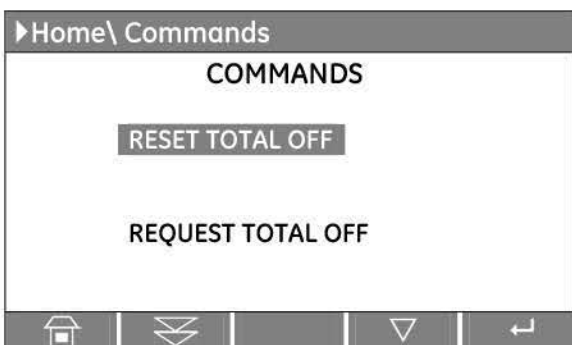 Home\ Commands
COMMANDS
RESET TOTAL OFF
REQUEST TOTAL OFF